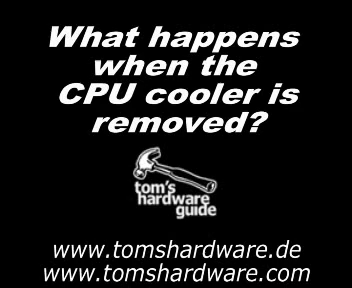 What happens
when the
CPU cooler is
removed?
tom's
hardware
guide
www.tomshardware.de
www.tomshardware.com